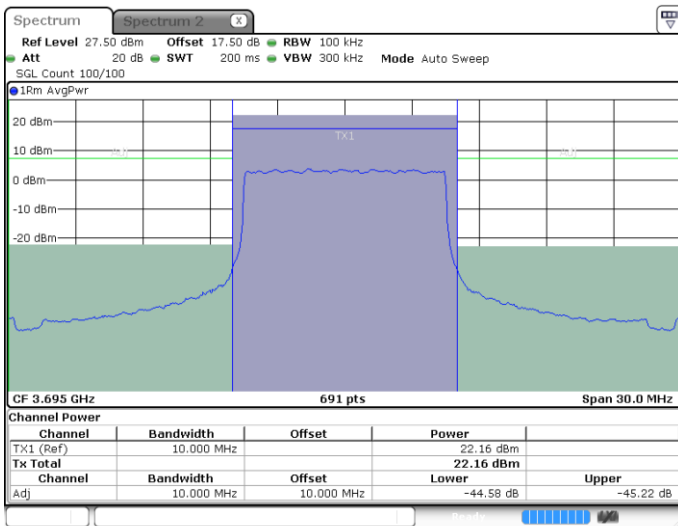 Spectrum Spectrum 2 X
Ref Level 27.50 dBm Offset 17.50 dB RBW 100 kHz
Att 20 dB SWT 200 ms VBW 300 kHz Mode Auto Sweep
SGL Count 100/100
1Rm AvgPwr
20 dBm
TX1
10 dBm Adj Adj
0 dBm
-10 dBm
-20 dBm
CF 3.695 GHz 691 pts Span 30.0 MHz
Channel Power
Channel Bandwidth Offset Power
TX1 (Ref) 10.000 MHz 22.16 dBm
Tx Total 22.16 dBm
Channel Bandwidth Offset Lower Upper
Adj 10.000 MHz 10.000 MHz -44.58 dB -45.22 dB
Ready